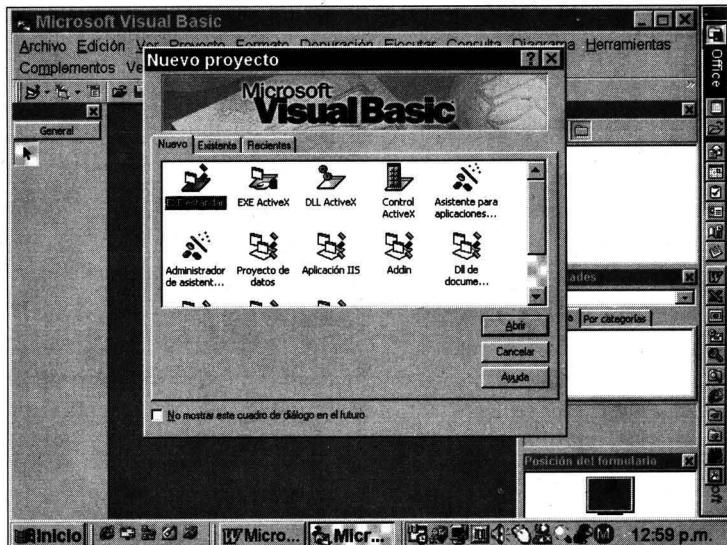 Microsoft Visual Basic
Archivo Edición Ver Proyecto Formato Depuración Ejecutar Consulta Diagrama Herramientas
Complementos Ve
Office
General
Nuevo proyecto
Microsoft
Visual Basic
Nuevo Existente Recientes
EXE estándar EXE ActiveX DLL ActiveX Control ActiveX Asistente para aplicaciones...
Administrador de asistent... Proyecto de datos Aplicación IIS Addin Dll de docume...
ades
Por categorías
Abrir
Cancelar
Ayuda
No mostrar este cuadro de diálogo en el futuro
Posición del formulario
Inicio Micro... Micr... 12:59 p.m.